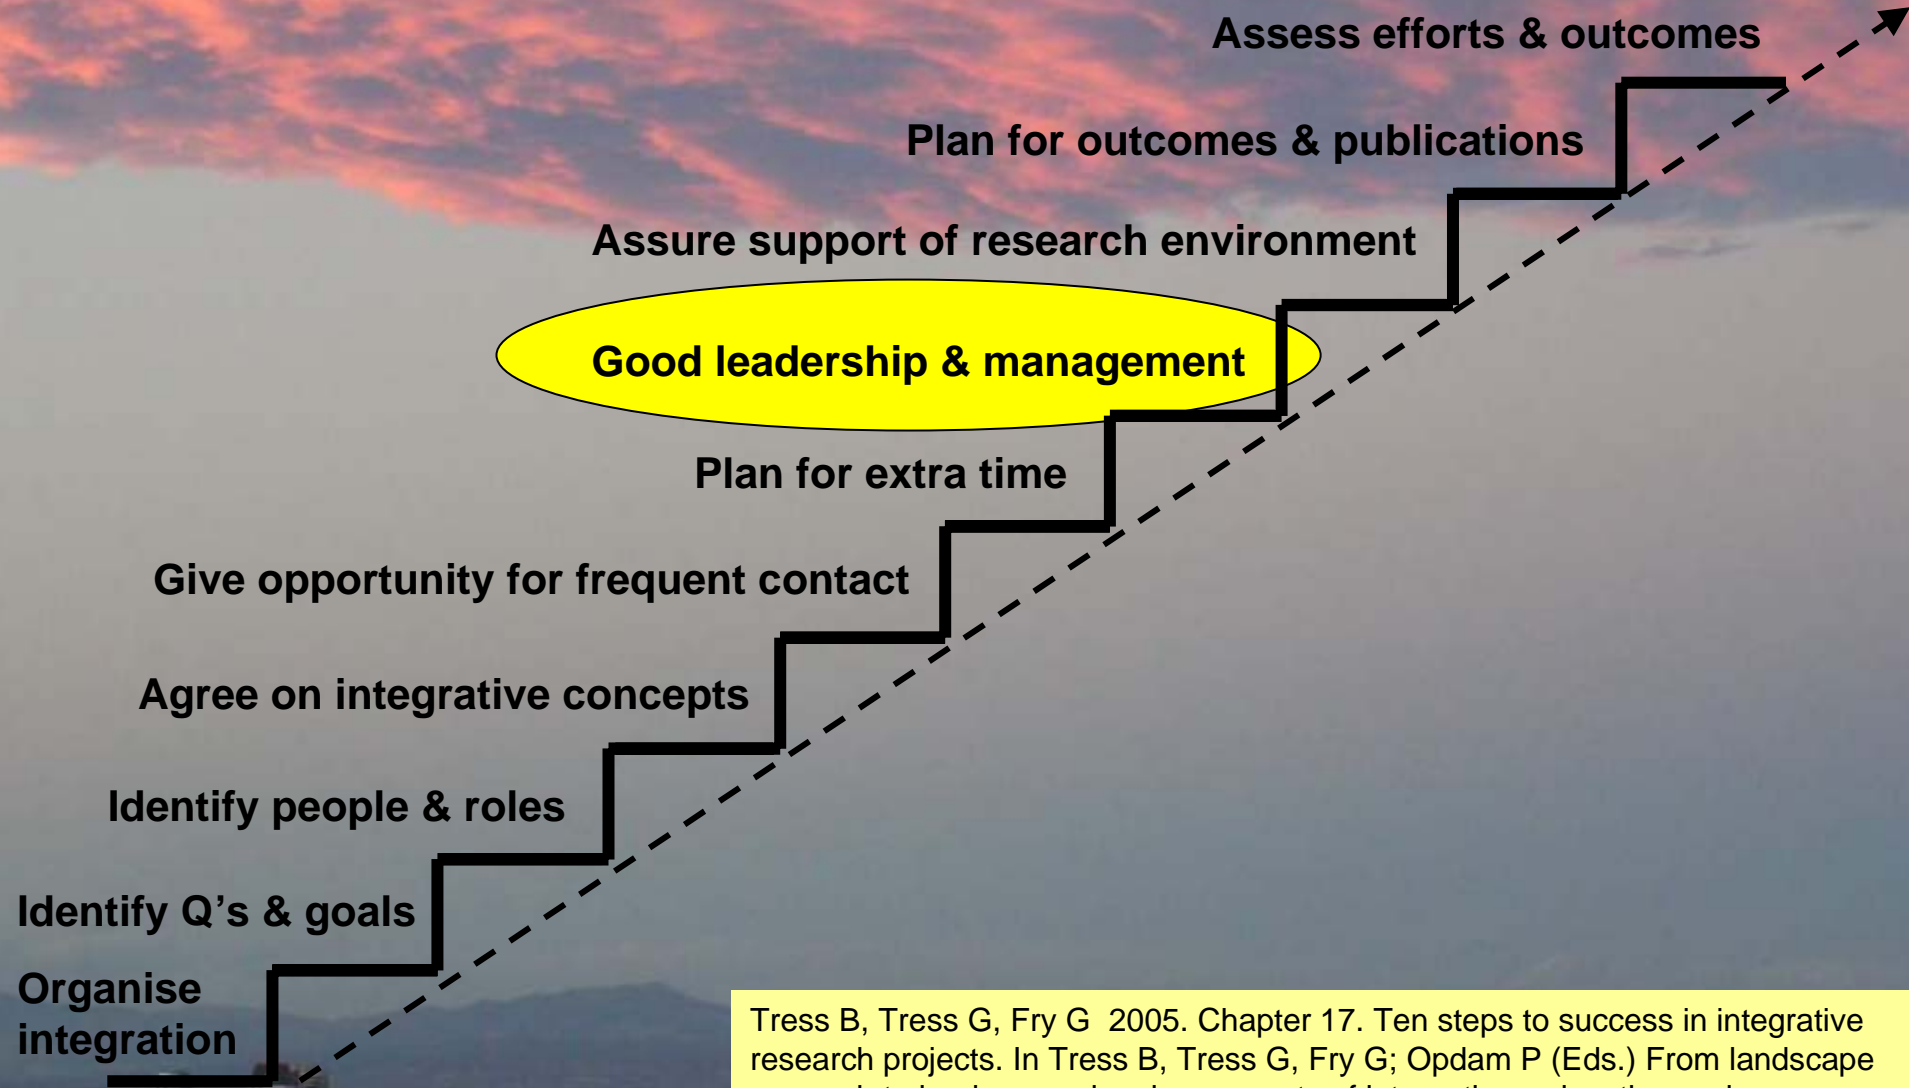 Assess efforts & outcomes
Plan for outcomes & publications
Assure support of research environment
Good leadership & management
Plan for extra time
Give opportunity for frequent contact
Agree on integrative concepts
Identify people & roles
Identify Q’s & goals
Organise
integration
Tress B, Tress G, Fry G 2005. Chapter 17. Ten steps to success in integrative
research projects. In Tress B, Tress G, Fry G; Opdam P (Eds.) From landscape